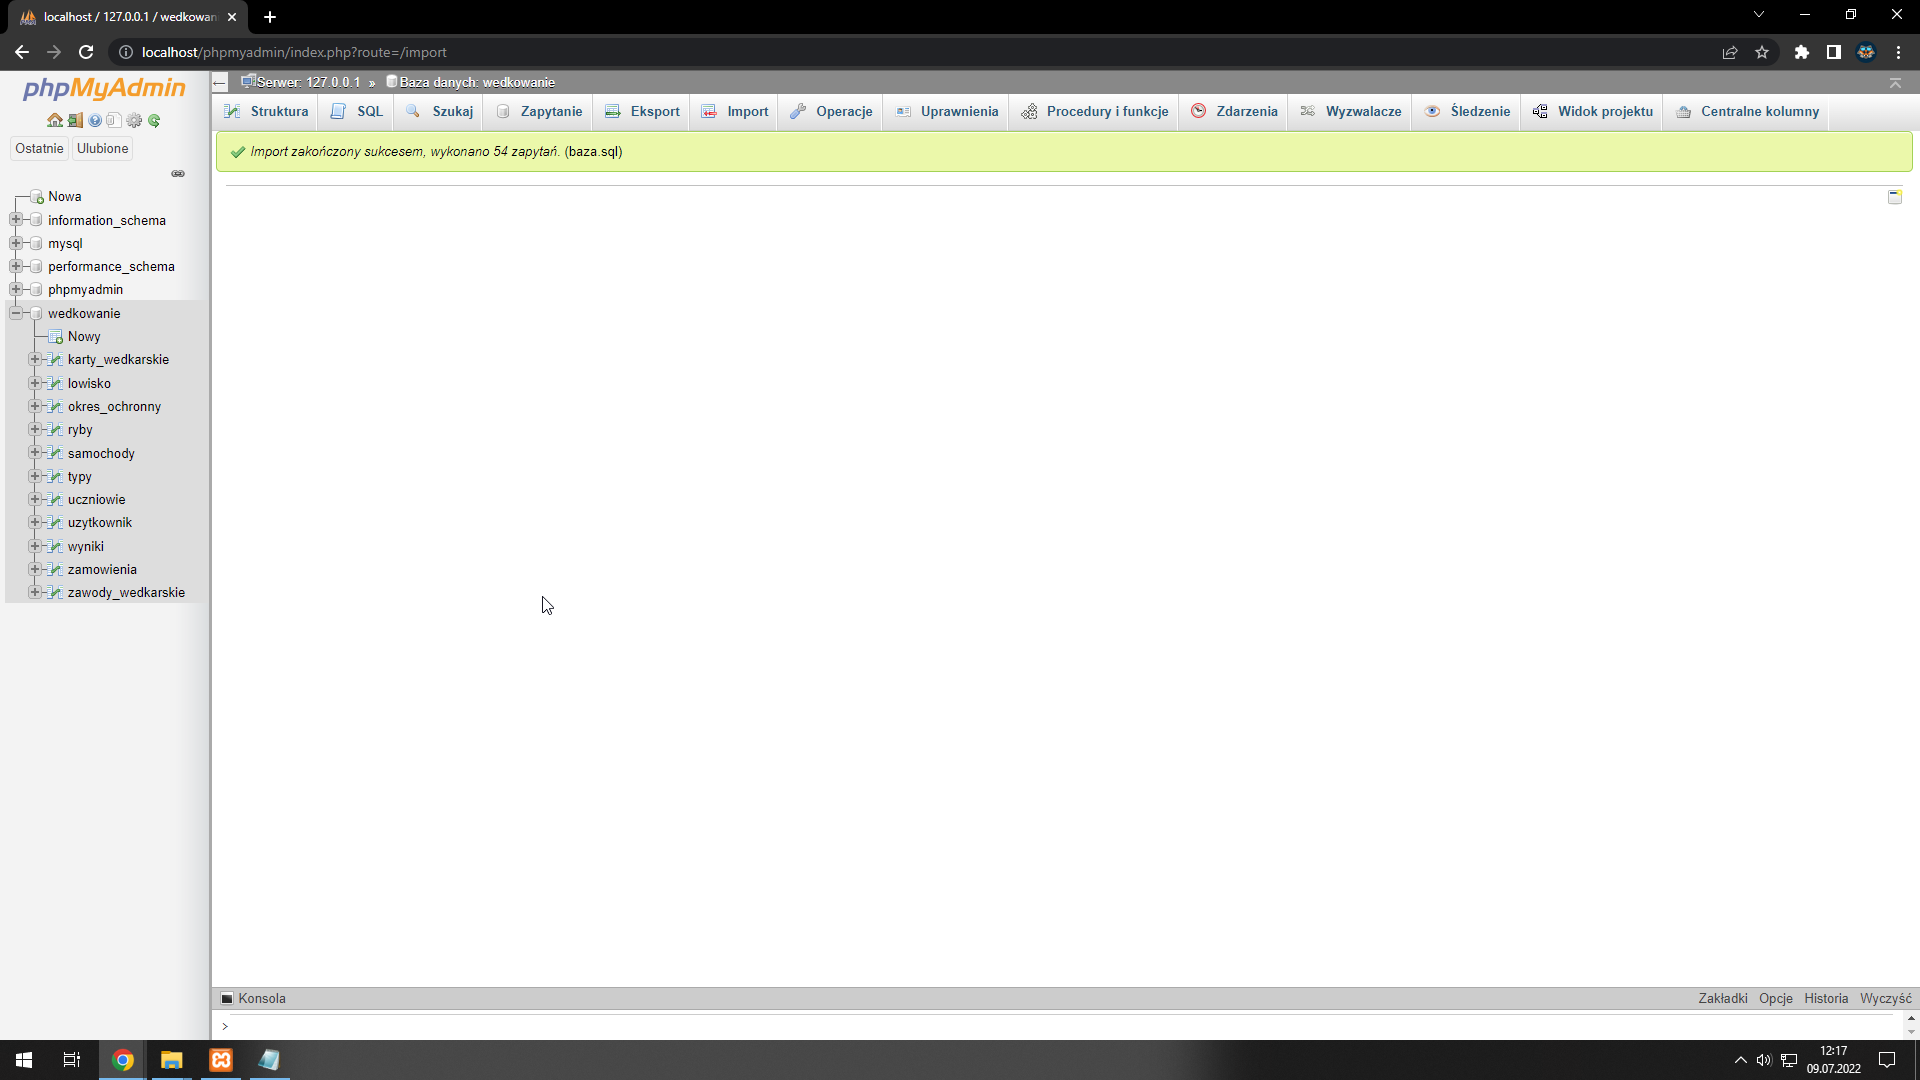 localhost / 127.0.0.1 / wedkowan
localhost/phpmyadmin/index.php?route=/import
phpMyAdmin
Ostatnie Ulubione
Nowa
information_schema
mysql
performance_schema
phpmyadmin
wedkowanie
Nowy
karty_wedkarskie
lowisko
okres_ochronny
ryby
samochody
typy
uczniowie
uzytkownik
wyniki
zamowienia
zawody_wedkarskie
Serwer: 127.0.0.1 » Baza danych: wedkowanie
Struktura SQL Szukaj Zapytanie Eksport Import Operacje Uprawnienia Procedury i funkcje Zdarzenia Wyzwalacze Śledzenie Widok projektu Centralne kolumny
Import zakończony sukcesem, wykonano 54 zapytań. (baza.sql)
Konsola Zakładki Opcje Historia Wyczyść
>
12:17
09.07.2022